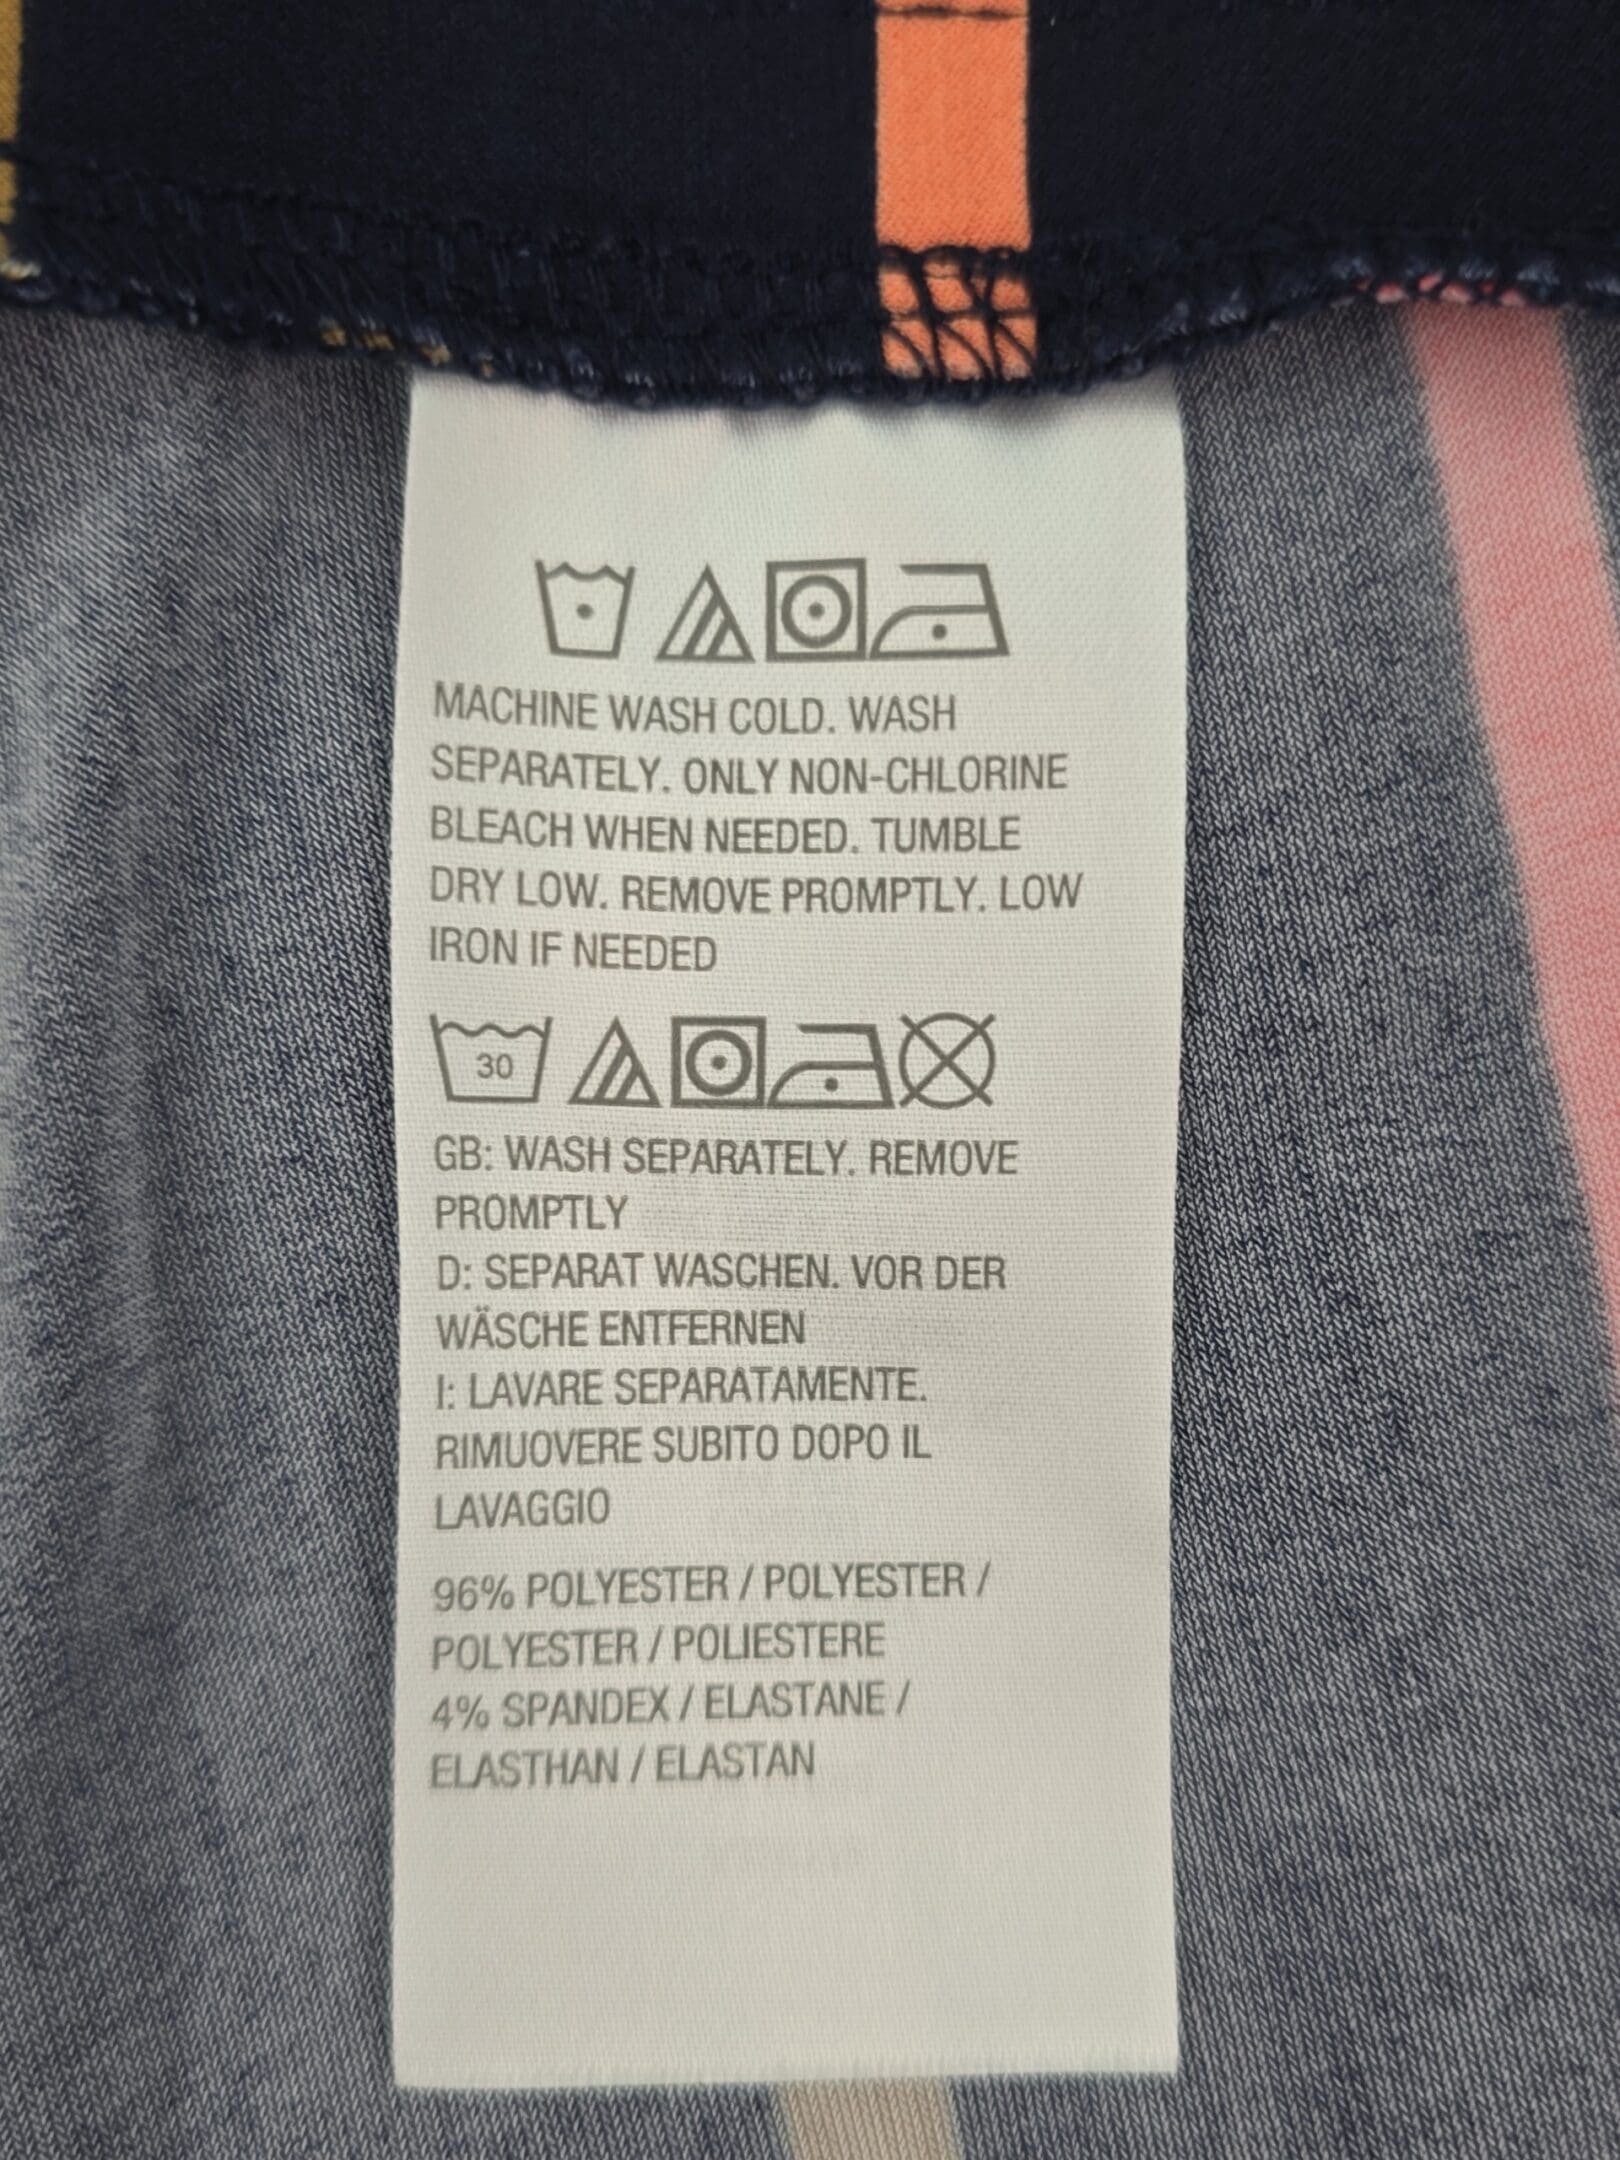 MACHINE WASH COLD. WASH
SEPARATELY. ONLY NON-CHLORINE
BLEACH WHEN NEEDED. TUMBLE
DRY LOW. REMOVE PROMPTLY. LOW
IRON IF NEEDED
30
GB: WASH SEPARATELY. REMOVE
PROMPTLY
D: SEPARAT WASCHEN. VOR DER
WÄSCHE ENTFERNEN
I: LAVARE SEPARATAMENTE.
RIMUOVERE SUBITO DOPO IL
LAVAGGIO
96% POLYESTER / POLYESTER /
POLYESTER / POLIESTERE
4% SPANDEX / ELASTANE /
ELASTHAN / ELASTAN